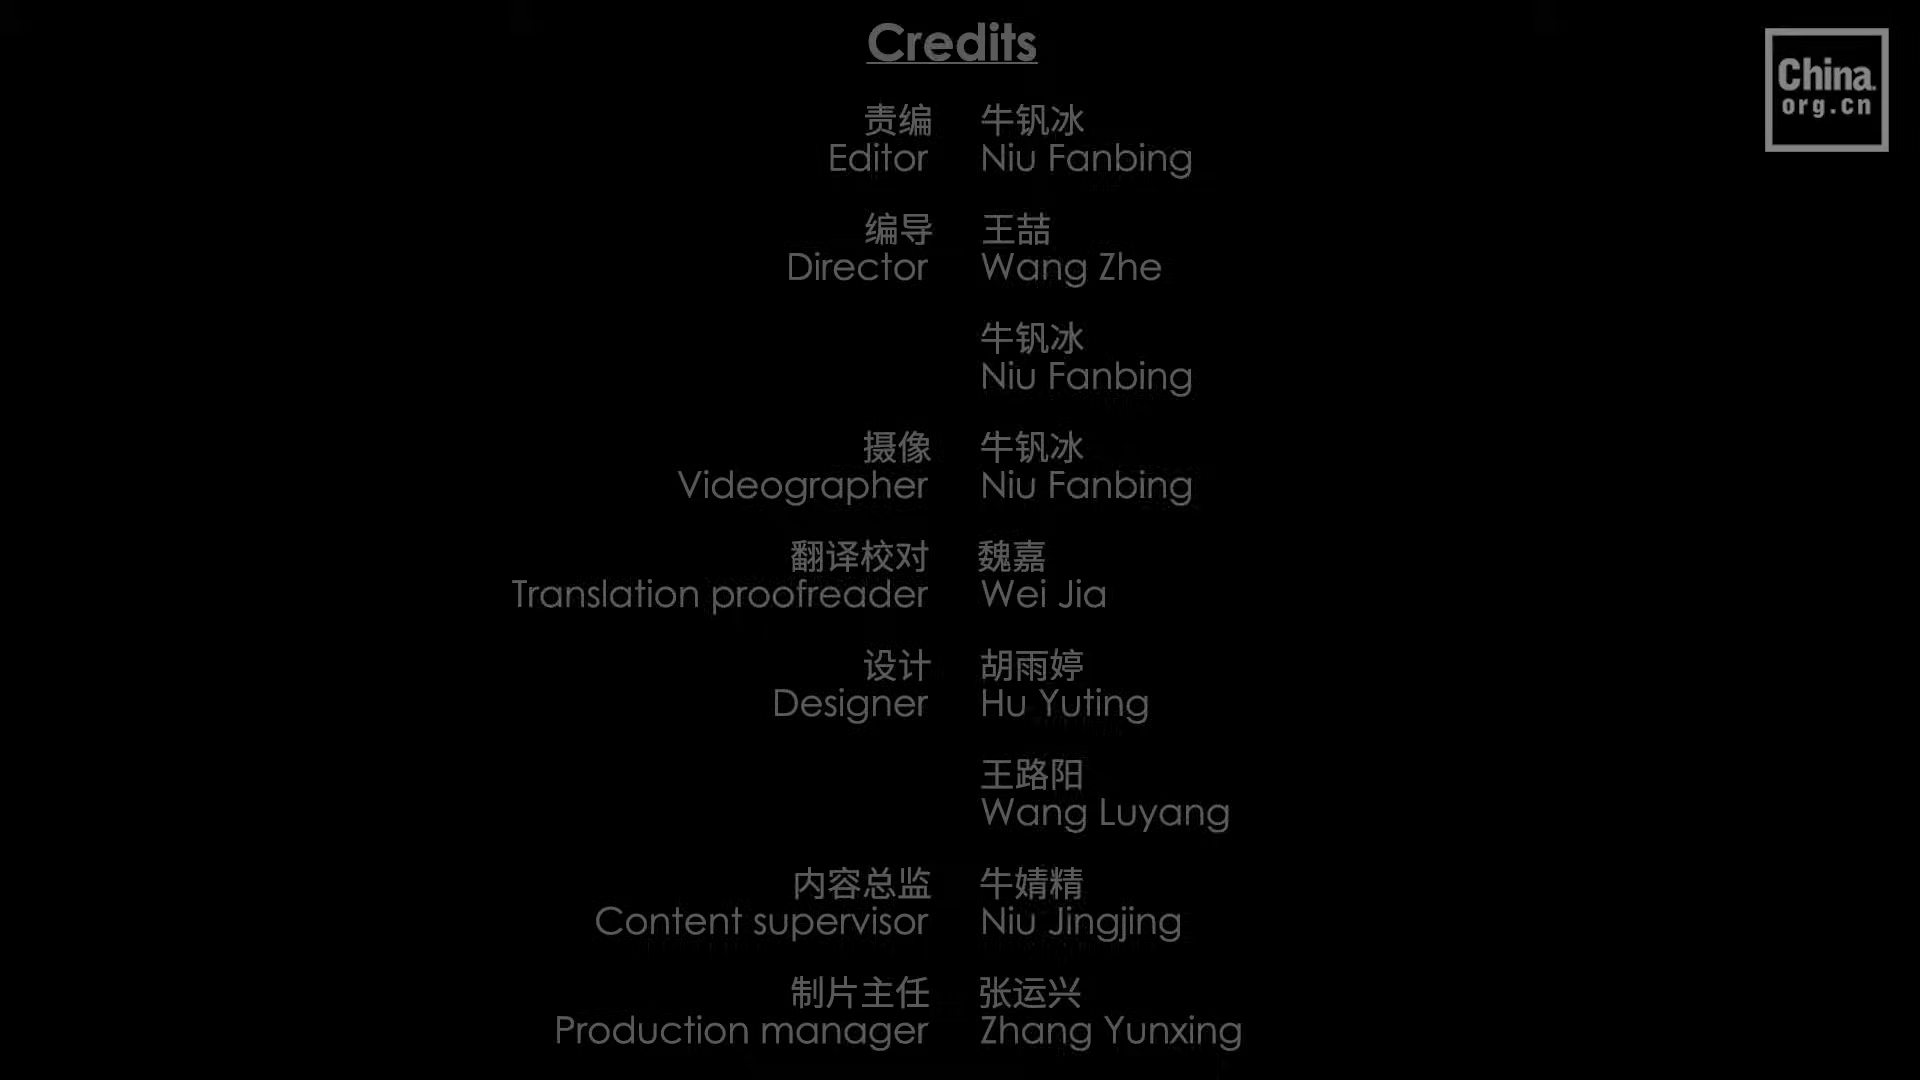 Credits
China.
org.cn
责编 牛钒冰
Editor Niu Fanbing
编导 王喆
Director Wang Zhe
牛钒冰
Niu Fanbing
摄像 牛钒冰
Videographer Niu Fanbing
翻译校对 魏嘉
Translation proofreader Wei Jia
设计 胡雨婷
Designer Hu Yuting
王路阳
Wang Luyang
内容总监 牛婧精
Content supervisor Niu Jingjing
制片主任 张运兴
Production manager Zhang Yunxing